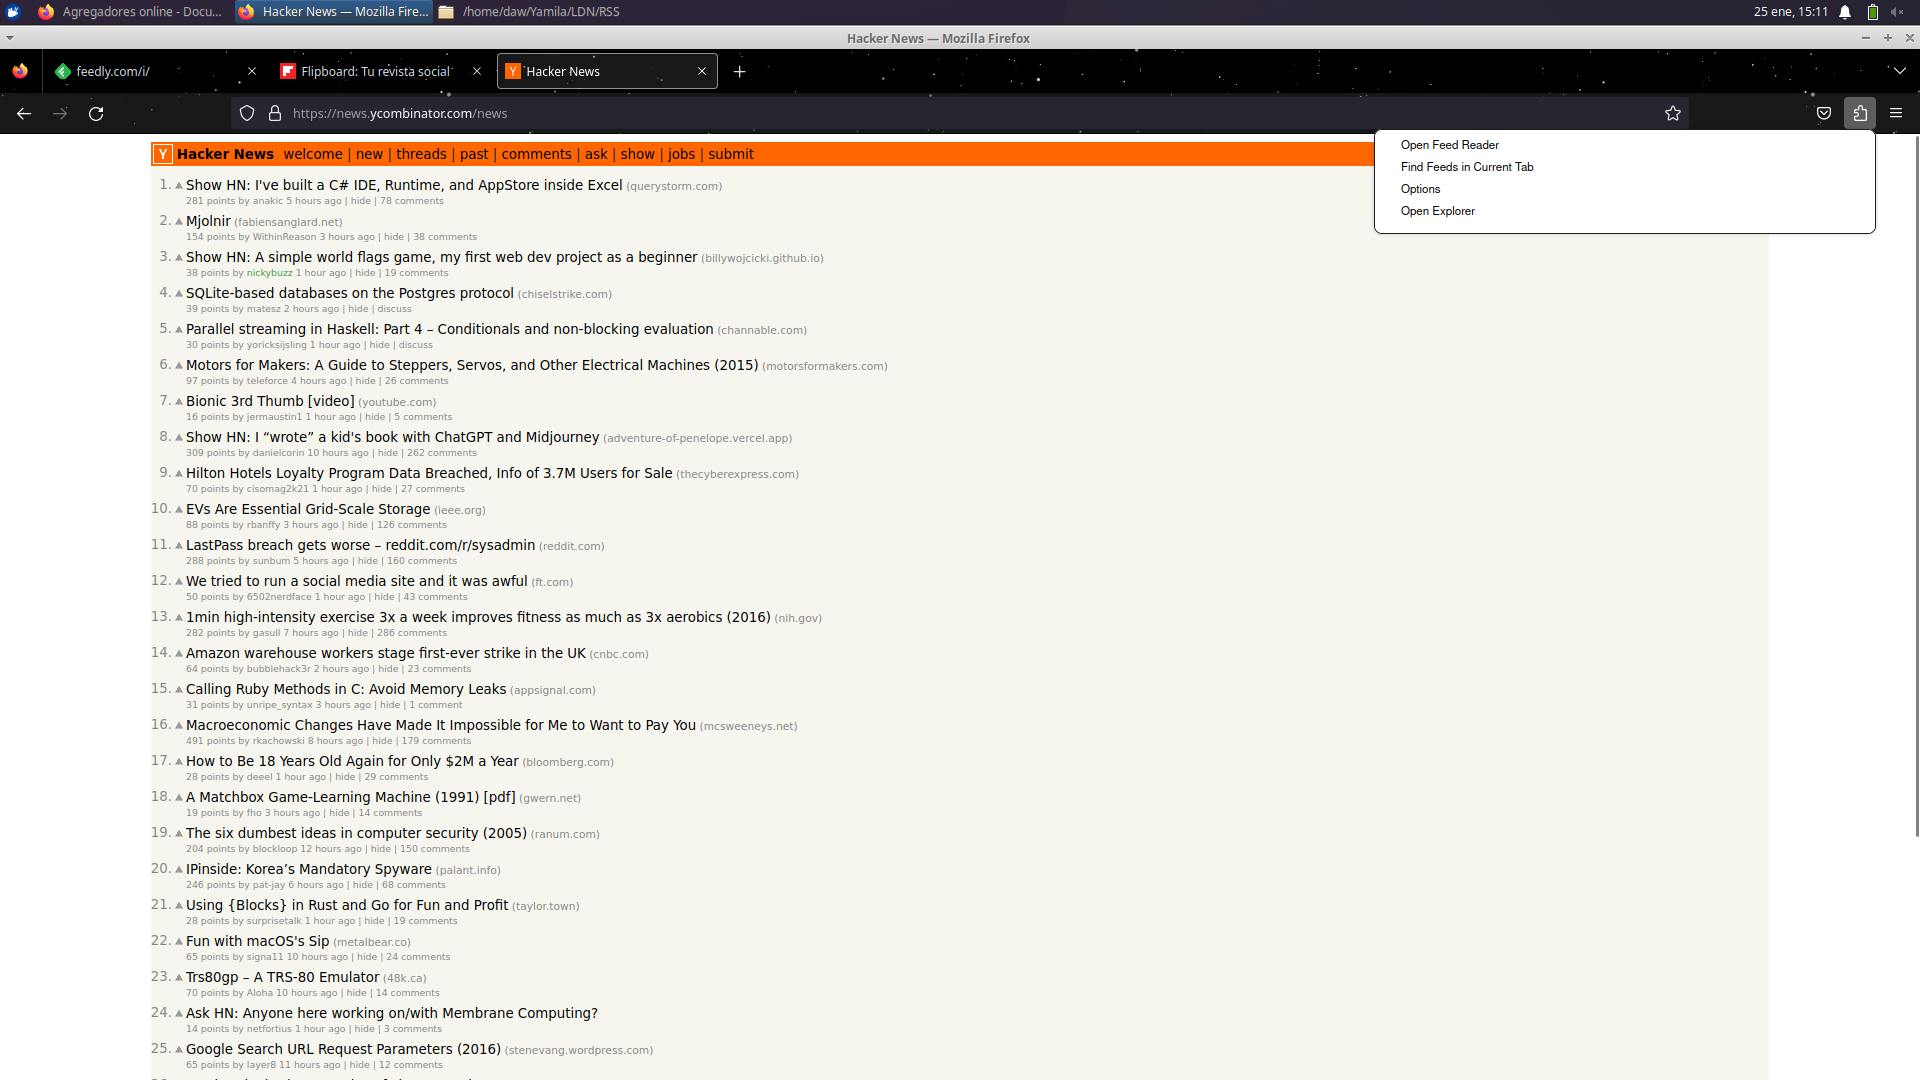 Agregadores online - Docu...
Hacker News — Mozilla Fire...
/home/daw/Yamila/LDN/RSS
25 ene, 15:11
Hacker News — Mozilla Firefox
feedly.com/i/
Flipboard: Tu revista social
Hacker News
https://news.ycombinator.com/news
Open Feed Reader
Find Feeds in Current Tab
Options
Open Explorer
Y Hacker News welcome | new | threads | past | comments | ask | show | jobs | submit
1. Show HN: I've built a C# IDE, Runtime, and AppStore inside Excel (querystorm.com)
281 points by anakic 5 hours ago | hide | 78 comments
2. Mjolnir (fabiensanglard.net)
154 points by WithinReason 3 hours ago | hide | 38 comments
3. Show HN: A simple world flags game, my first web dev project as a beginner (billywojcicki.github.io)
38 points by nickybuzz 1 hour ago | hide | 19 comments
4. SQLite-based databases on the Postgres protocol (chiselstrike.com)
39 points by matesz 2 hours ago | hide | discuss
5. Parallel streaming in Haskell: Part 4 – Conditionals and non-blocking evaluation (channable.com)
30 points by yoricksijsling 1 hour ago | hide | discuss
6. Motors for Makers: A Guide to Steppers, Servos, and Other Electrical Machines (2015) (motorsformakers.com)
97 points by teleforce 4 hours ago | hide | 26 comments
7. Bionic 3rd Thumb [video] (youtube.com)
16 points by jermaustin1 1 hour ago | hide | 5 comments
8. Show HN: I “wrote” a kid's book with ChatGPT and Midjourney (adventure-of-penelope.vercel.app)
309 points by danielcorin 10 hours ago | hide | 262 comments
9. Hilton Hotels Loyalty Program Data Breached, Info of 3.7M Users for Sale (thecyberexpress.com)
70 points by cisomag2k21 1 hour ago | hide | 27 comments
10. EVs Are Essential Grid-Scale Storage (ieee.org)
88 points by rbanffy 3 hours ago | hide | 126 comments
11. LastPass breach gets worse – reddit.com/r/sysadmin (reddit.com)
288 points by sunbum 5 hours ago | hide | 160 comments
12. We tried to run a social media site and it was awful (ft.com)
50 points by 6502nerdface 1 hour ago | hide | 43 comments
13. 1min high-intensity exercise 3x a week improves fitness as much as 3x aerobics (2016) (nih.gov)
282 points by gasull 7 hours ago | hide | 286 comments
14. Amazon warehouse workers stage first-ever strike in the UK (cnbc.com)
64 points by bubblehack3r 2 hours ago | hide | 23 comments
15. Calling Ruby Methods in C: Avoid Memory Leaks (appsignal.com)
31 points by unripe_syntax 3 hours ago | hide | 1 comment
16. Macroeconomic Changes Have Made It Impossible for Me to Want to Pay You (mcsweeneys.net)
491 points by rkachowski 8 hours ago | hide | 179 comments
17. How to Be 18 Years Old Again for Only $2M a Year (bloomberg.com)
28 points by deeel 1 hour ago | hide | 29 comments
18. A Matchbox Game-Learning Machine (1991) [pdf] (gwern.net)
19 points by fho 3 hours ago | hide | 14 comments
19. The six dumbest ideas in computer security (2005) (ranum.com)
204 points by blockloop 12 hours ago | hide | 150 comments
20. IPinside: Korea’s Mandatory Spyware (palant.info)
246 points by pat-jay 6 hours ago | hide | 68 comments
21. Using {Blocks} in Rust and Go for Fun and Profit (taylor.town)
28 points by surprisetalk 1 hour ago | hide | 19 comments
22. Fun with macOS's Sip (metalbear.co)
65 points by signa11 10 hours ago | hide | 24 comments
23. Trs80gp – A TRS-80 Emulator (48k.ca)
70 points by Aloha 10 hours ago | hide | 14 comments
24. Ask HN: Anyone here working on/with Membrane Computing?
14 points by netfortius 1 hour ago | hide | 3 comments
25. Google Search URL Request Parameters (2016) (stenevang.wordpress.com)
65 points by layer8 11 hours ago | hide | 12 comments